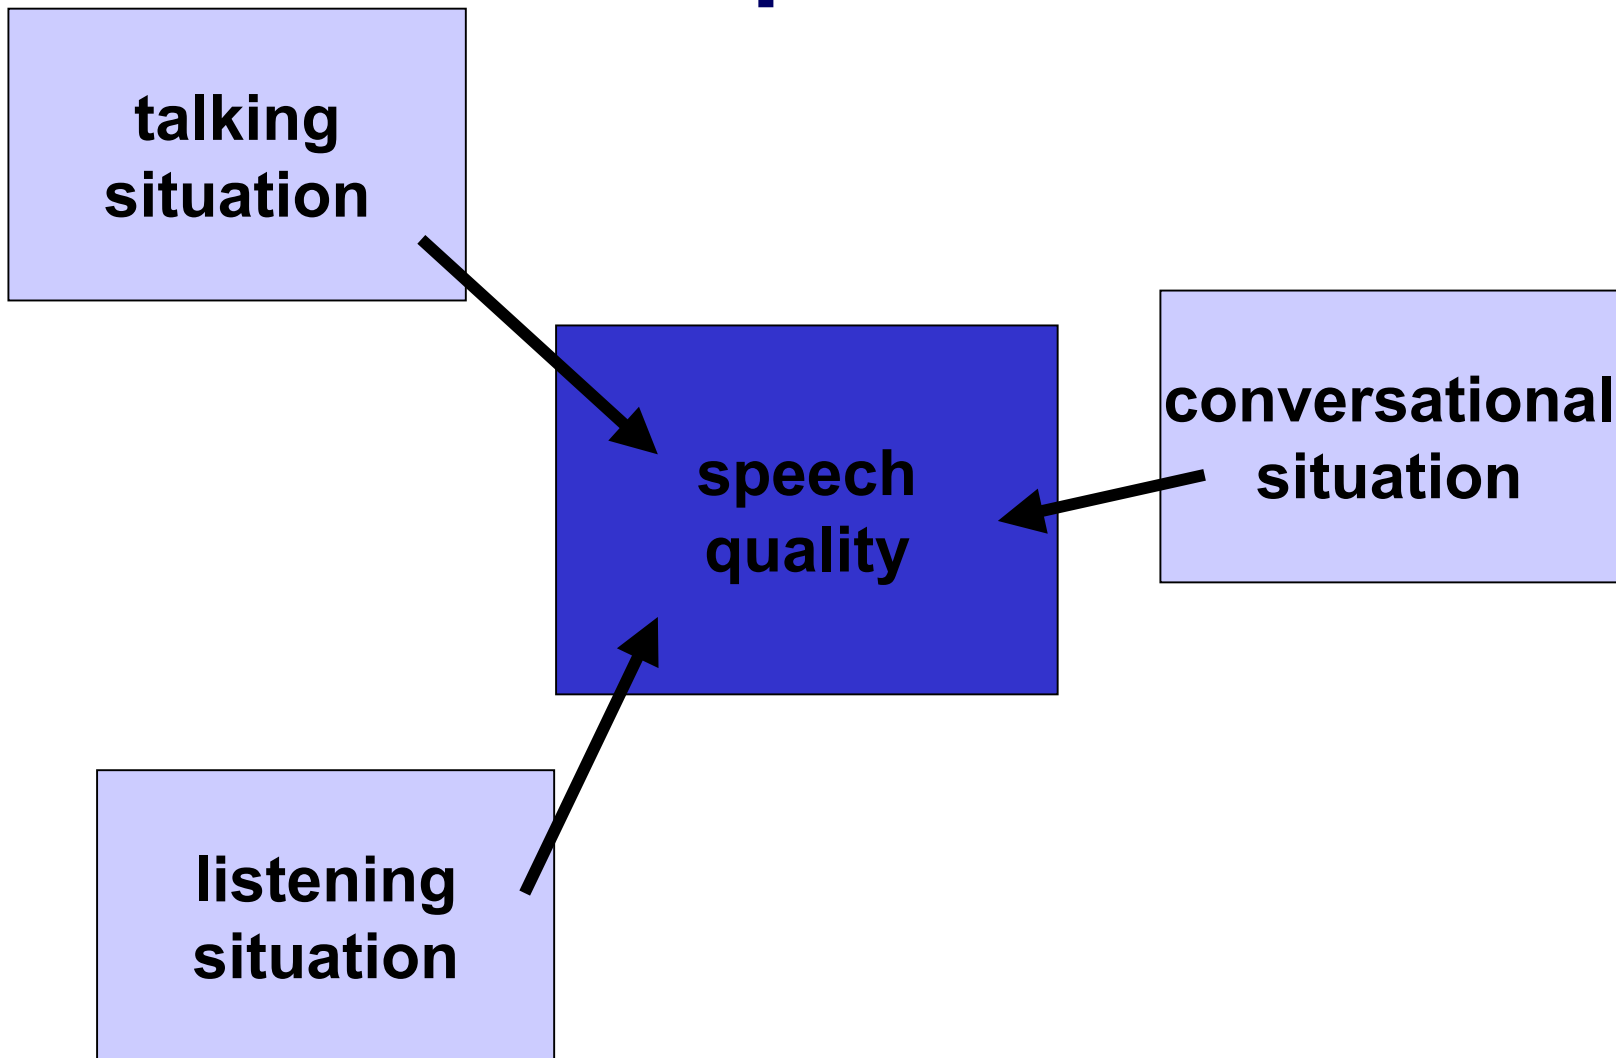 talking
situation
conversational
situation
speech
quality
listening
situation